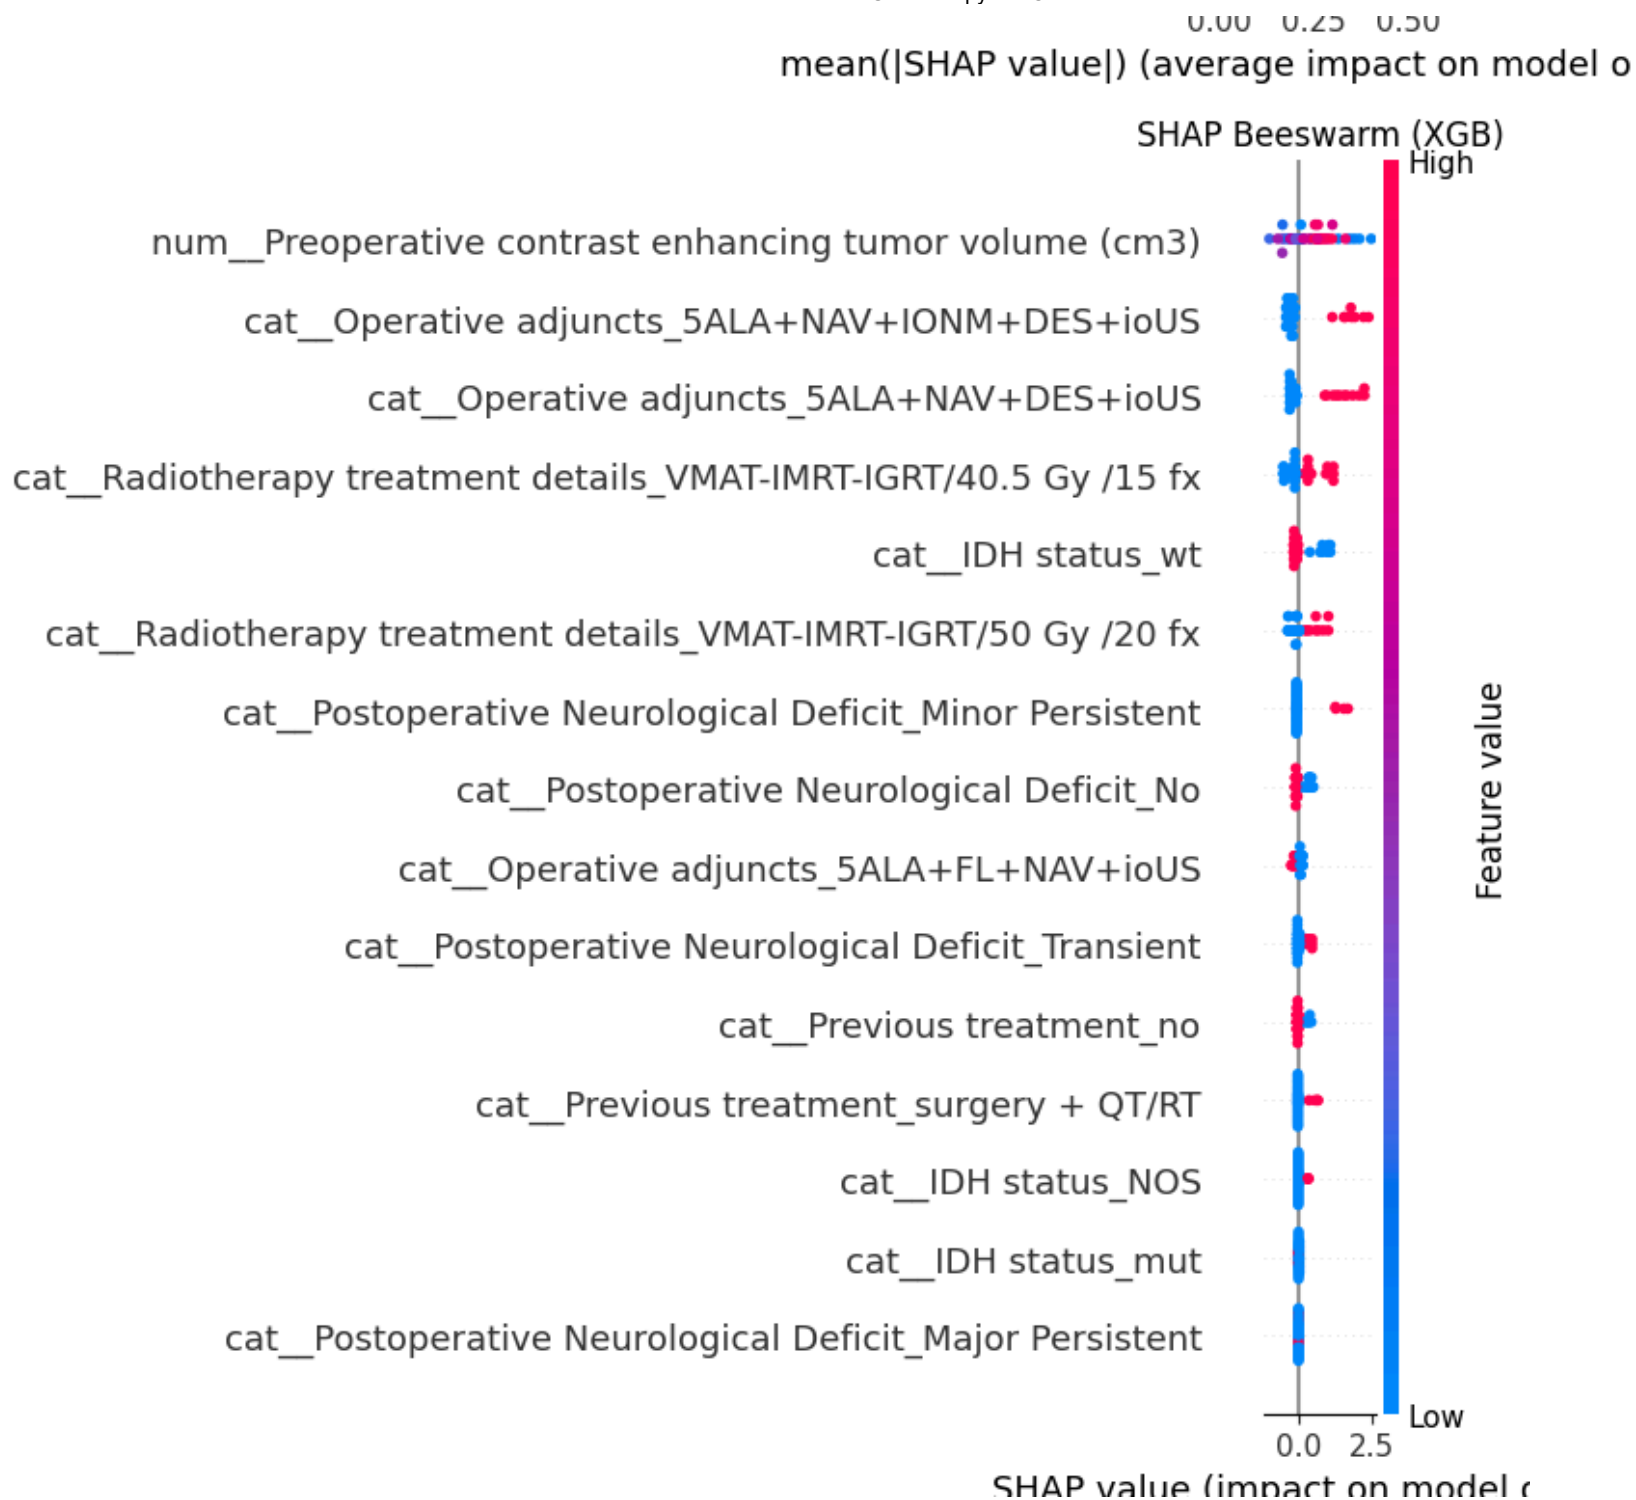 0.00 0.25 0.50
mean(|SHAP value|) (average impact on model o
SHAP Beeswarm (XGB)
High
num__Preoperative contrast enhancing tumor volume (cm3)
cat__Operative adjuncts_5ALA+NAV+IONM+DES+ioUS
cat__Operative adjuncts_5ALA+NAV+DES+ioUS
cat__Radiotherapy treatment details_VMAT-IMRT-IGRT/40.5 Gy /15 fx
cat__IDH status_wt
cat__Radiotherapy treatment details_VMAT-IMRT-IGRT/50 Gy /20 fx
cat__Postoperative Neurological Deficit_Minor Persistent
cat__Postoperative Neurological Deficit_No
cat__Operative adjuncts_5ALA+FL+NAV+ioUS
cat__Postoperative Neurological Deficit_Transient
cat__Previous treatment_no
cat__Previous treatment_surgery + QT/RT
cat__IDH status_NOS
cat__IDH status_mut
cat__Postoperative Neurological Deficit_Major Persistent
Feature value
Low
0.0 2.5
SHAP value (impact on model